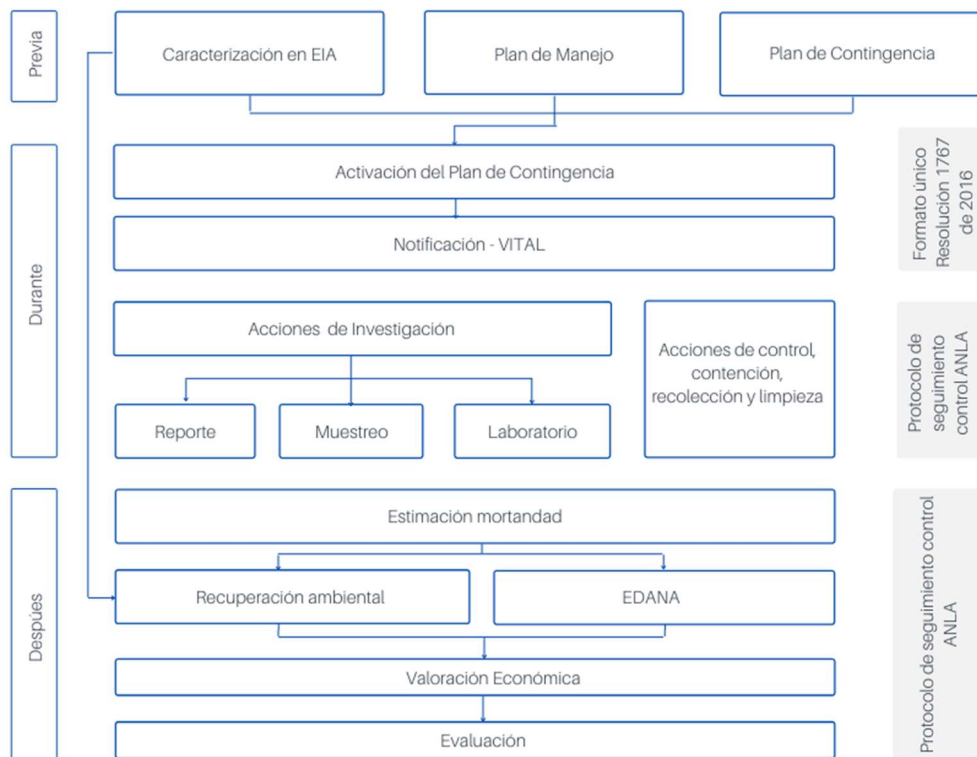 Previa
Caracterización en EIA
Plan de Manejo
Plan de Contingencia
Durante
Activación del Plan de Contingencia
Notificación - VITAL
Formato único
Resolución 1767
de 2016
Acciones de Investigación
Reporte
Muestreo
Laboratorio
Acciones de control,
contención,
recolección y limpieza
Protocolo de
seguimiento
control ANLA
Despúes
Estimación mortandad
Recuperación ambiental
EDANA
Valoración Económica
Evaluación
Protocolo de seguimiento control
ANLA